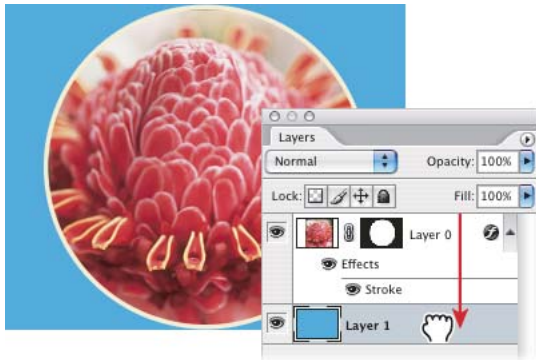 Layers
Normal Opacity: 100%
Lock: Fill: 100%
Layer 0
Effects
Stroke
Layer 1